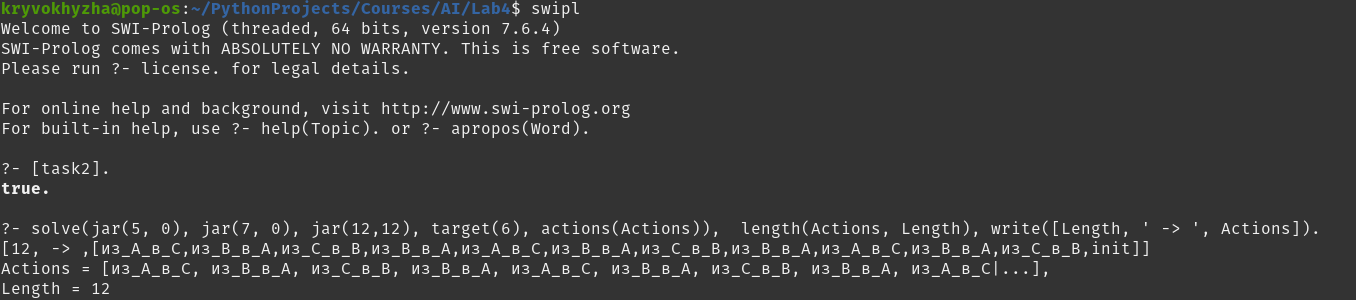 kryvokhyzha@pop-os:~/PythonProjects/Courses/AI/Lab4$ swipl
Welcome to SWI-Prolog (threaded, 64 bits, version 7.6.4)
SWI-Prolog comes with ABSOLUTELY NO WARRANTY. This is free software.
Please run ?- license. for legal details.
For online help and background, visit http://www.swi-prolog.org
For built-in help, use ?- help(Topic). or ?- apropos(Word).
?- [task2].
true.
?- solve(jar(5, 0), jar(7, 0), jar(12,12), target(6), actions(Actions)),  length(Actions, Length), write([Length, ' -> ', Actions]).
[12, -> ,[из_А_в_С,из_В_в_А,из_С_в_В,из_В_в_А,из_А_в_С,из_В_в_А,из_С_в_В,из_В_в_А,из_А_в_С,из_В_в_А,из_С_в_В,init]]
Actions = [из_А_в_С, из_В_в_А, из_С_в_В, из_В_в_А, из_А_в_С, из_В_в_А, из_С_в_В, из_В_в_А, из_А_в_С|...],
Length = 12